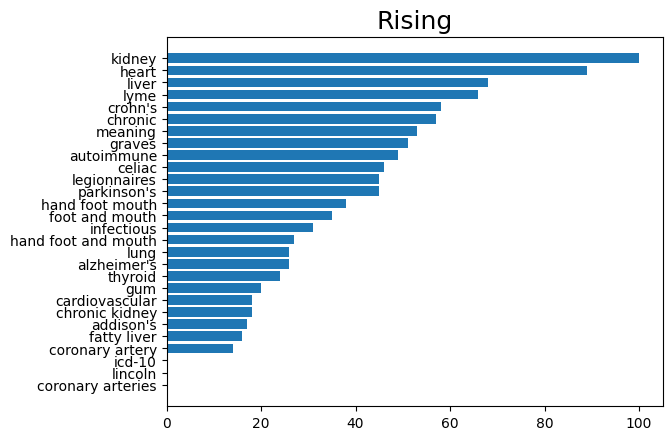 Rising
kidney
heart
liver
lyme
crohn's
chronic
meaning
graves
autoimmune
celiac
legionnaires
parkinson's
hand foot mouth
foot and mouth
infectious
hand foot and mouth
lung
alzheimer's
thyroid
gum
cardiovascular
chronic kidney
addison's
fatty liver
coronary artery
icd-10
lincoln
coronary arteries
0 20 40 60 80 100